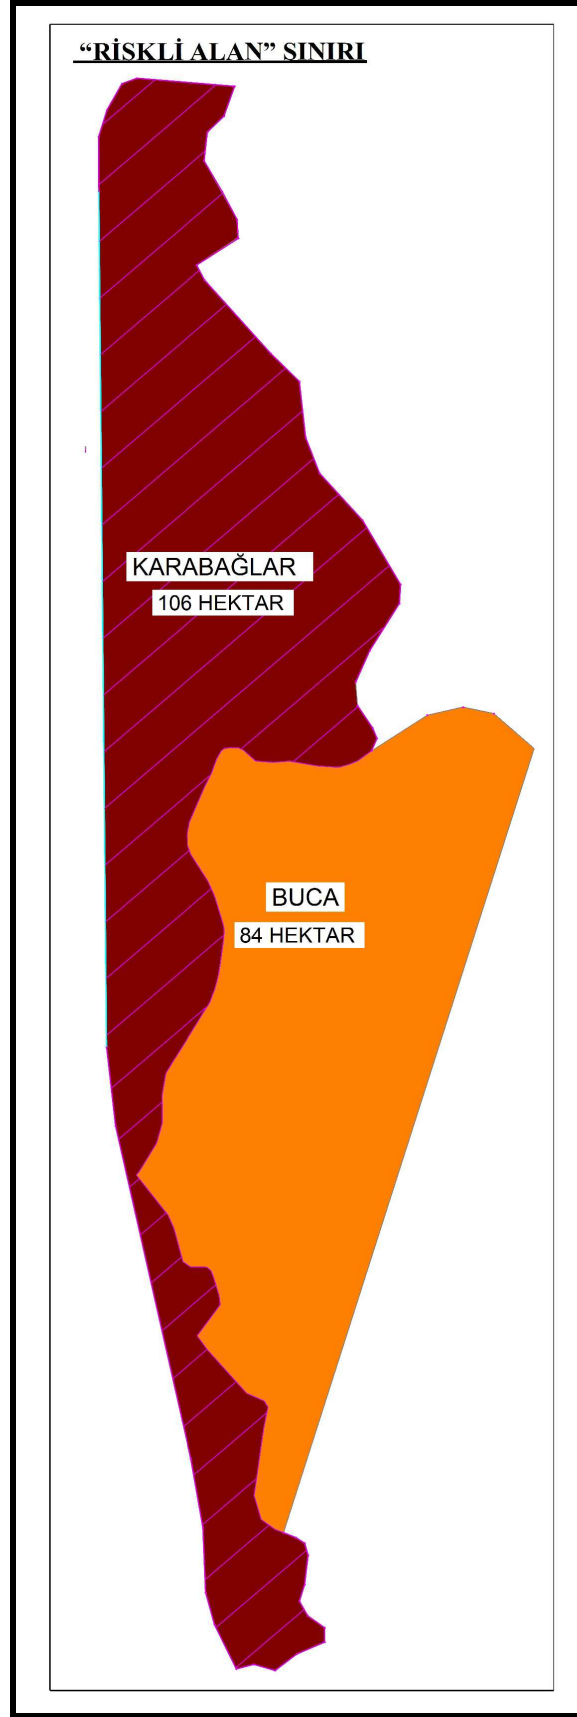 “RİSKLİ ALAN” SINIRI
KARABAĞLAR
106 HEKTAR
BUCA
84 HEKTAR